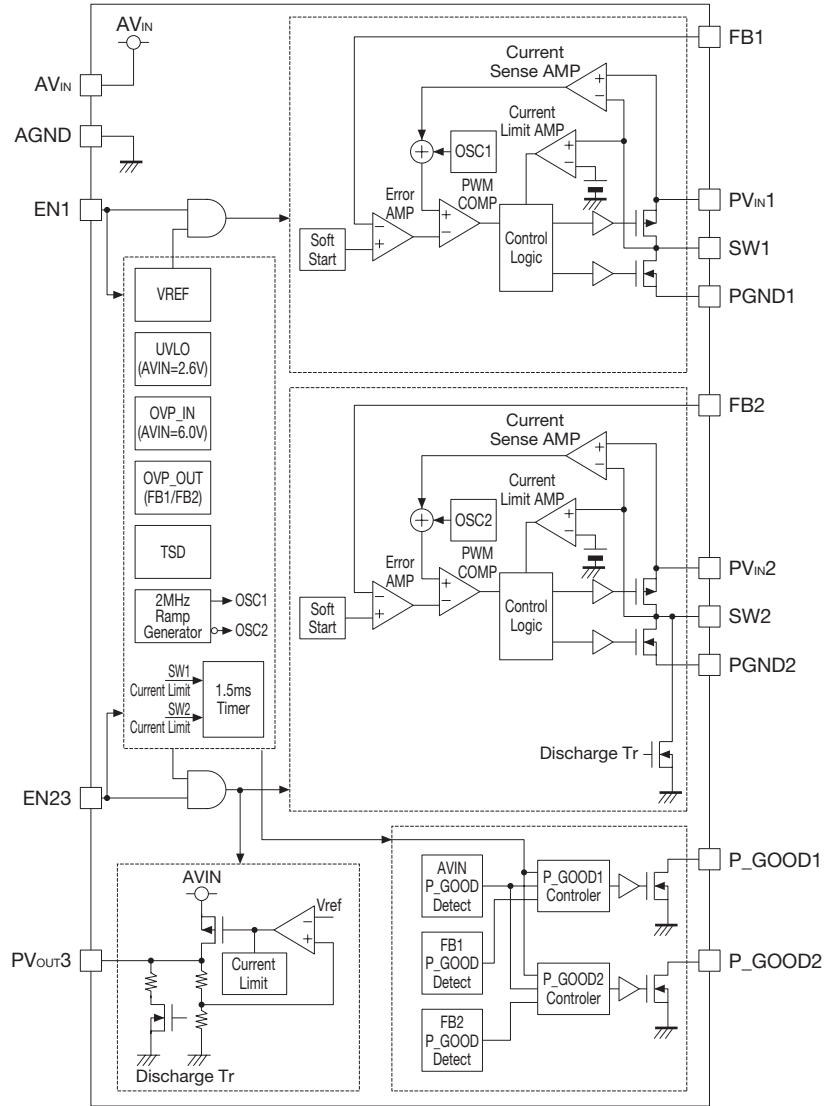 AVIN
AVIN
AGND
EN1
VREF
UVLO
(AVIN=2.6V)
OVP_IN
(AVIN=6.0V)
OVP_OUT
(FB1/FB2)
TSD
2MHz
Ramp
Generator
OSC1
OSC2
SW1
Current Limit
SW2
Current Limit
1.5ms
Timer
EN23
FB1
Current
Sense AMP
+
−
Current
Limit AMP
+
−
+
OSC1
Error
AMP
PWM
COMP
−
+
+
−
Soft
Start
Control
Logic
PVIN1
SW1
PGND1
FB2
Current
Sense AMP
+
−
Current
Limit AMP
+
−
+
OSC2
Error
AMP
PWM
COMP
−
+
+
−
Soft
Start
Control
Logic
PVIN2
SW2
PGND2
Discharge Tr
AVIN
Vref
−
+
Current
Limit
PVOUT3
Discharge Tr
AVIN
P_GOOD
Detect
FB1
P_GOOD
Detect
FB2
P_GOOD
Detect
P_GOOD1
Controler
P_GOOD2
Controler
P_GOOD1
P_GOOD2